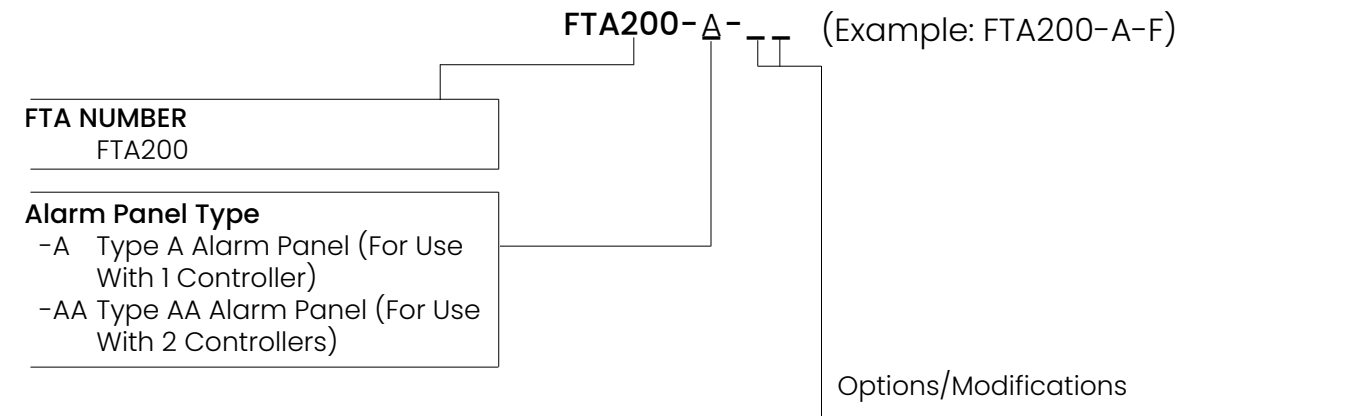 FTA200-A-_ _ (Example: FTA200-A-F)
FTA NUMBER
FTA200
Alarm Panel Type
-A Type A Alarm Panel (For Use
With 1 Controller)
-AA Type AA Alarm Panel (For Use
With 2 Controllers)
Options/Modifications